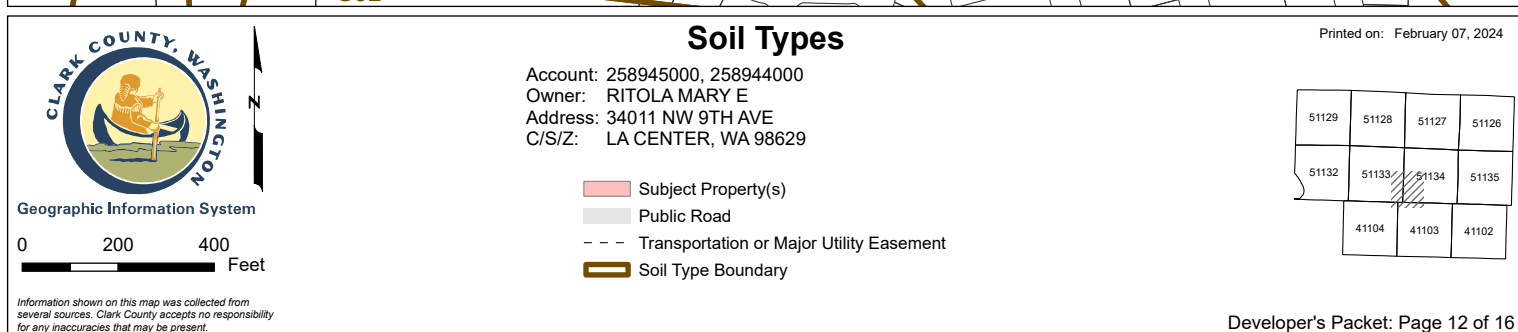 CLARK COUNTY, WASHINGTON
N
Geographic Information System
0 200 400
Feet
Information shown on this map was collected from
several sources. Clark County accepts no responsibility
for any inaccuracies that may be present.
Soil Types
Account: 258945000, 258944000
Owner: RITOLA MARY E
Address: 34011 NW 9TH AVE
C/S/Z: LA CENTER, WA 98629
Subject Property(s)
Public Road
Transportation or Major Utility Easement
Soil Type Boundary
Printed on: February 07, 2024
51129 51128 51127 51126
51132 51133 51134 51135
41104 41103 41102
Developer's Packet: Page 12 of 16